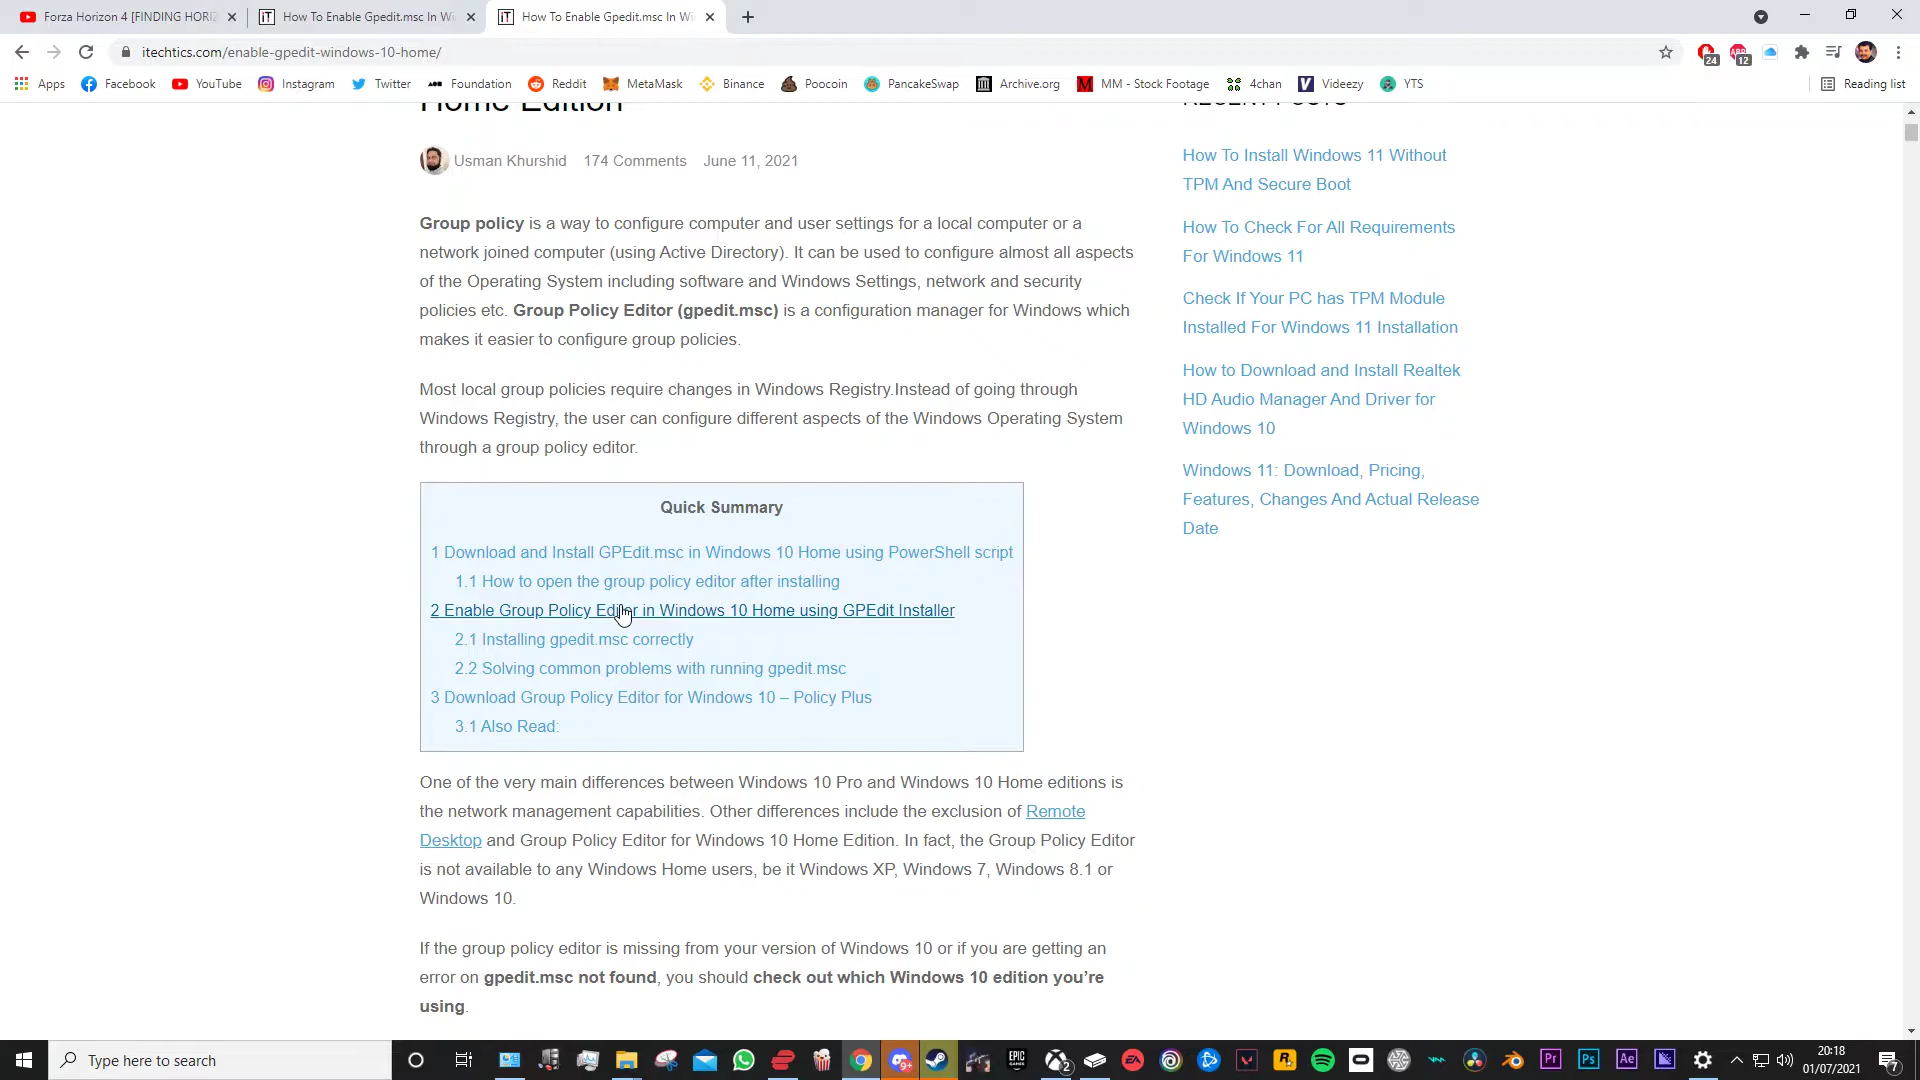 Forza Horizon 4 [FINDING HORIZ
How To Enable Gpedit.msc In Wi
How To Enable Gpedit.msc In Wi
itechtics.com/enable-gpedit-windows-10-home/
24
12
Apps
Facebook
YouTube
Instagram
Twitter
Foundation
Reddit
MetaMask
Binance
Poocoin
PancakeSwap
Archive.org
MM - Stock Footage
4chan
Videezy
YTS
Reading list
Home Edition
Usman Khurshid 174 Comments June 11, 2021
Group policy is a way to configure computer and user settings for a local computer or a
network joined computer (using Active Directory). It can be used to configure almost all aspects
of the Operating System including software and Windows Settings, network and security
policies etc. Group Policy Editor (gpedit.msc) is a configuration manager for Windows which
makes it easier to configure group policies.
Most local group policies require changes in Windows Registry.Instead of going through
Windows Registry, the user can configure different aspects of the Windows Operating System
through a group policy editor.
Quick Summary
1 Download and Install GPEdit.msc in Windows 10 Home using PowerShell script
1.1 How to open the group policy editor after installing
2 Enable Group Policy Editor in Windows 10 Home using GPEdit Installer
2.1 Installing gpedit.msc correctly
2.2 Solving common problems with running gpedit.msc
3 Download Group Policy Editor for Windows 10 – Policy Plus
3.1 Also Read:
One of the very main differences between Windows 10 Pro and Windows 10 Home editions is
the network management capabilities. Other differences include the exclusion of Remote
Desktop and Group Policy Editor for Windows 10 Home Edition. In fact, the Group Policy Editor
is not available to any Windows Home users, be it Windows XP, Windows 7, Windows 8.1 or
Windows 10.
If the group policy editor is missing from your version of Windows 10 or if you are getting an
error on gpedit.msc not found, you should check out which Windows 10 edition you're
using.
RECENT POSTS
How To Install Windows 11 Without
TPM And Secure Boot
How To Check For All Requirements
For Windows 11
Check If Your PC has TPM Module
Installed For Windows 11 Installation
How to Download and Install Realtek
HD Audio Manager And Driver for
Windows 10
Windows 11: Download, Pricing,
Features, Changes And Actual Release
Date
Type here to search
20:18
01/07/2021